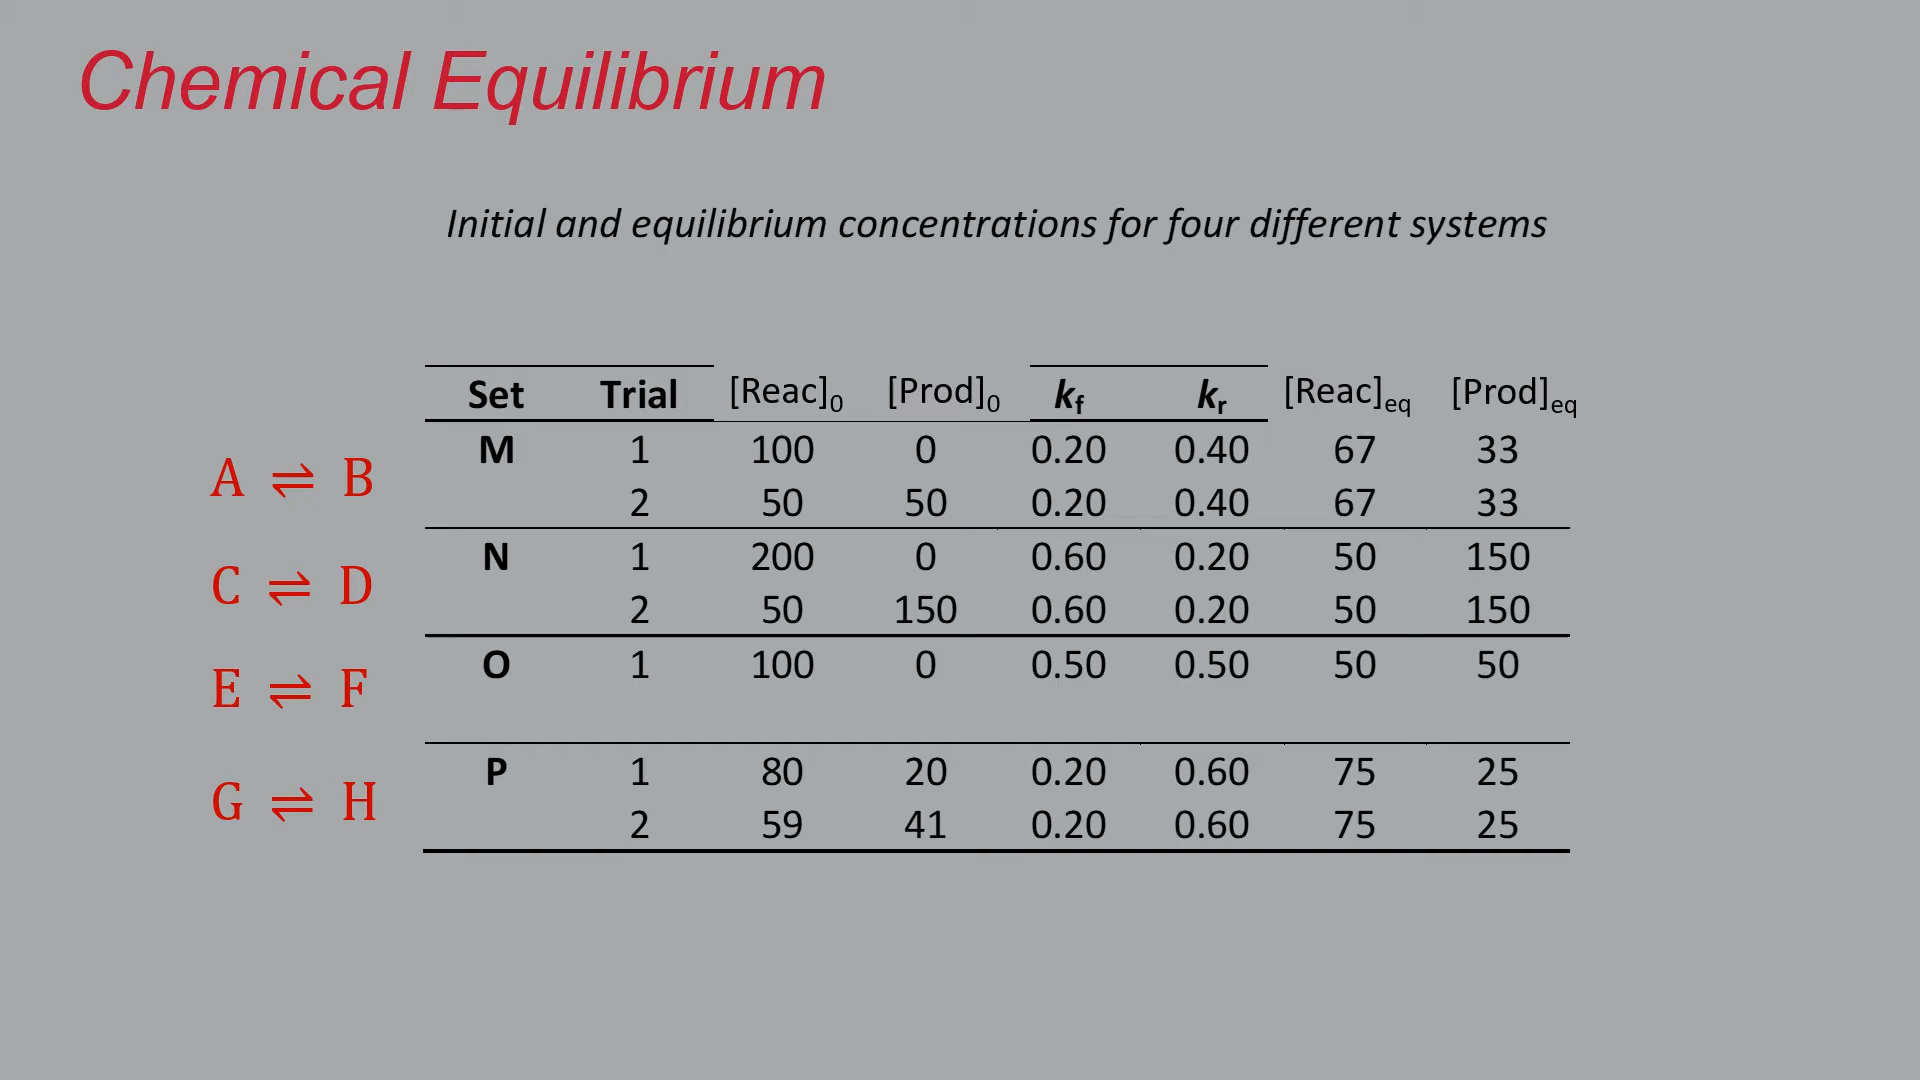 Chemical Equilibrium
Initial and equilibrium concentrations for four different systems
Set Trial [Reac]0 [Prod]0 kf kr [Reac]eq [Prod]eq
A ⇌ B
M 1 100 0 0.20 0.40 67 33
2 50 50 0.20 0.40 67 33
C ⇌ D
N 1 200 0 0.60 0.20 50 150
2 50 150 0.60 0.20 50 150
E ⇌ F
O 1 100 0 0.50 0.50 50 50
G ⇌ H
P 1 80 20 0.20 0.60 75 25
2 59 41 0.20 0.60 75 25